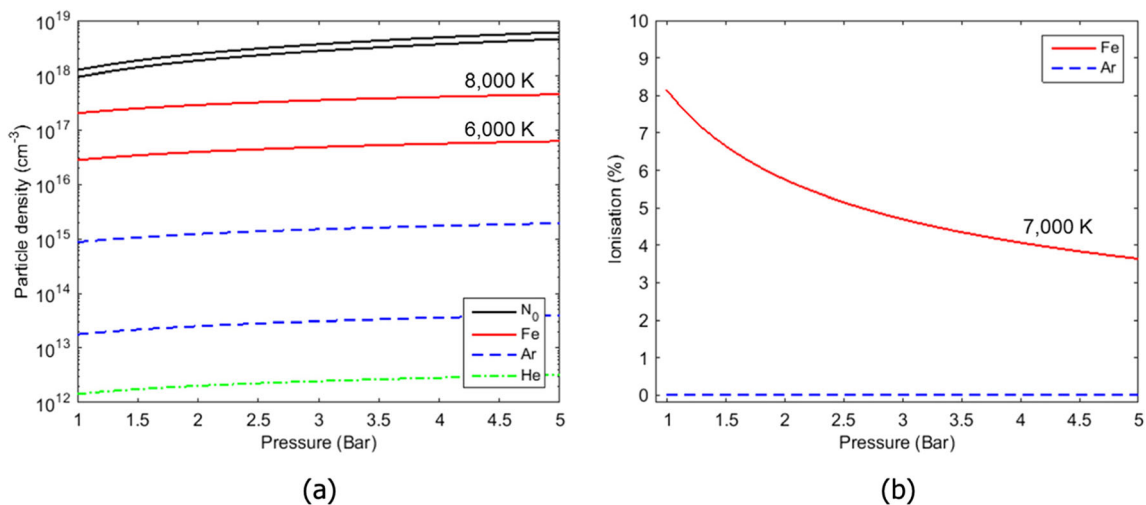 10^19
10^18
10^17
10^16
10^15
10^14
10^13
10^12
Particle density (cm^-3)
8,000 K
6,000 K
N_0
Fe
Ar
He
1 1.5 2 2.5 3 3.5 4 4.5 5
Pressure (Bar)
(a)
10
9
8
7
6
5
4
3
2
1
0
Ionisation (%)
Fe
Ar
7,000 K
1 1.5 2 2.5 3 3.5 4 4.5 5
Pressure (Bar)
(b)